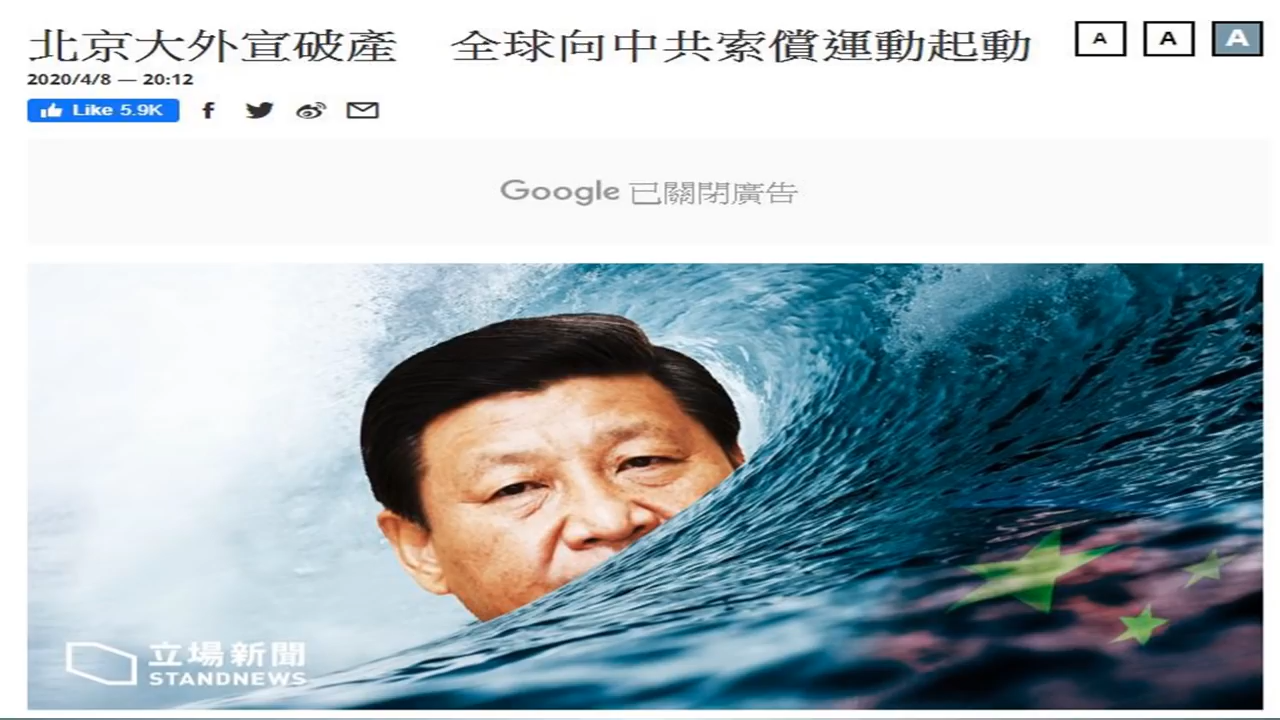 北京大外宣破產　全球向中共索償運動起動
A A A
2020/4/8 — 20:12
Like 5.9K
Google 已關閉廣告
立場新聞
STANDNEWS